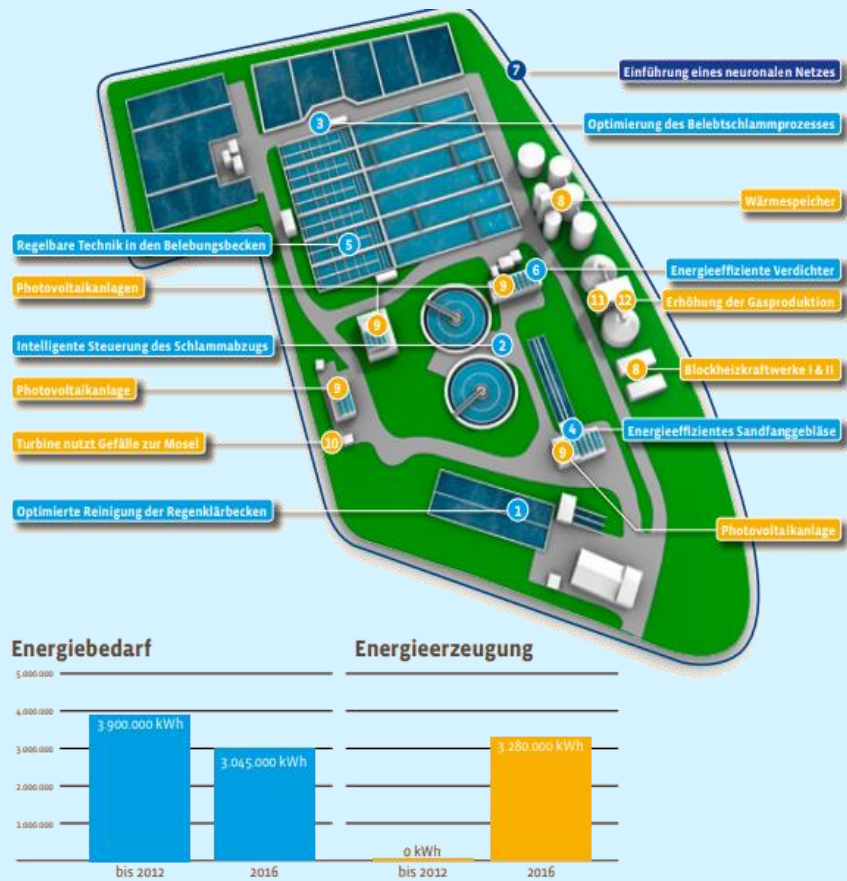 7
Einführung eines neuronalen Netzes
3
Optimierung des Belebtschlammprozesses
8
Wärmespeicher
Regelbare Technik in den Belebungsbecken
5
6
Energieeffiziente Verdichter
Photovoltaikanlagen
9
9
11
12
Erhöhung der Gasproduktion
Intelligente Steuerung des Schlammabzugs
2
8
Blockheizkraftwerke I & II
Photovoltaikanlage
9
4
Energieeffizientes Sandfanggebläse
Turbine nutzt Gefälle zur Mosel
10
9
Optimierte Reinigung der Regenklärbecken
1
Photovoltaikanlage
Energiebedarf
5.000.000
4.000.000
3.000.000
2.000.000
1.000.000
3.900.000 kWh
3.045.000 kWh
bis 2012
2016
Energieerzeugung
0 kWh
3.280.000 kWh
bis 2012
2016